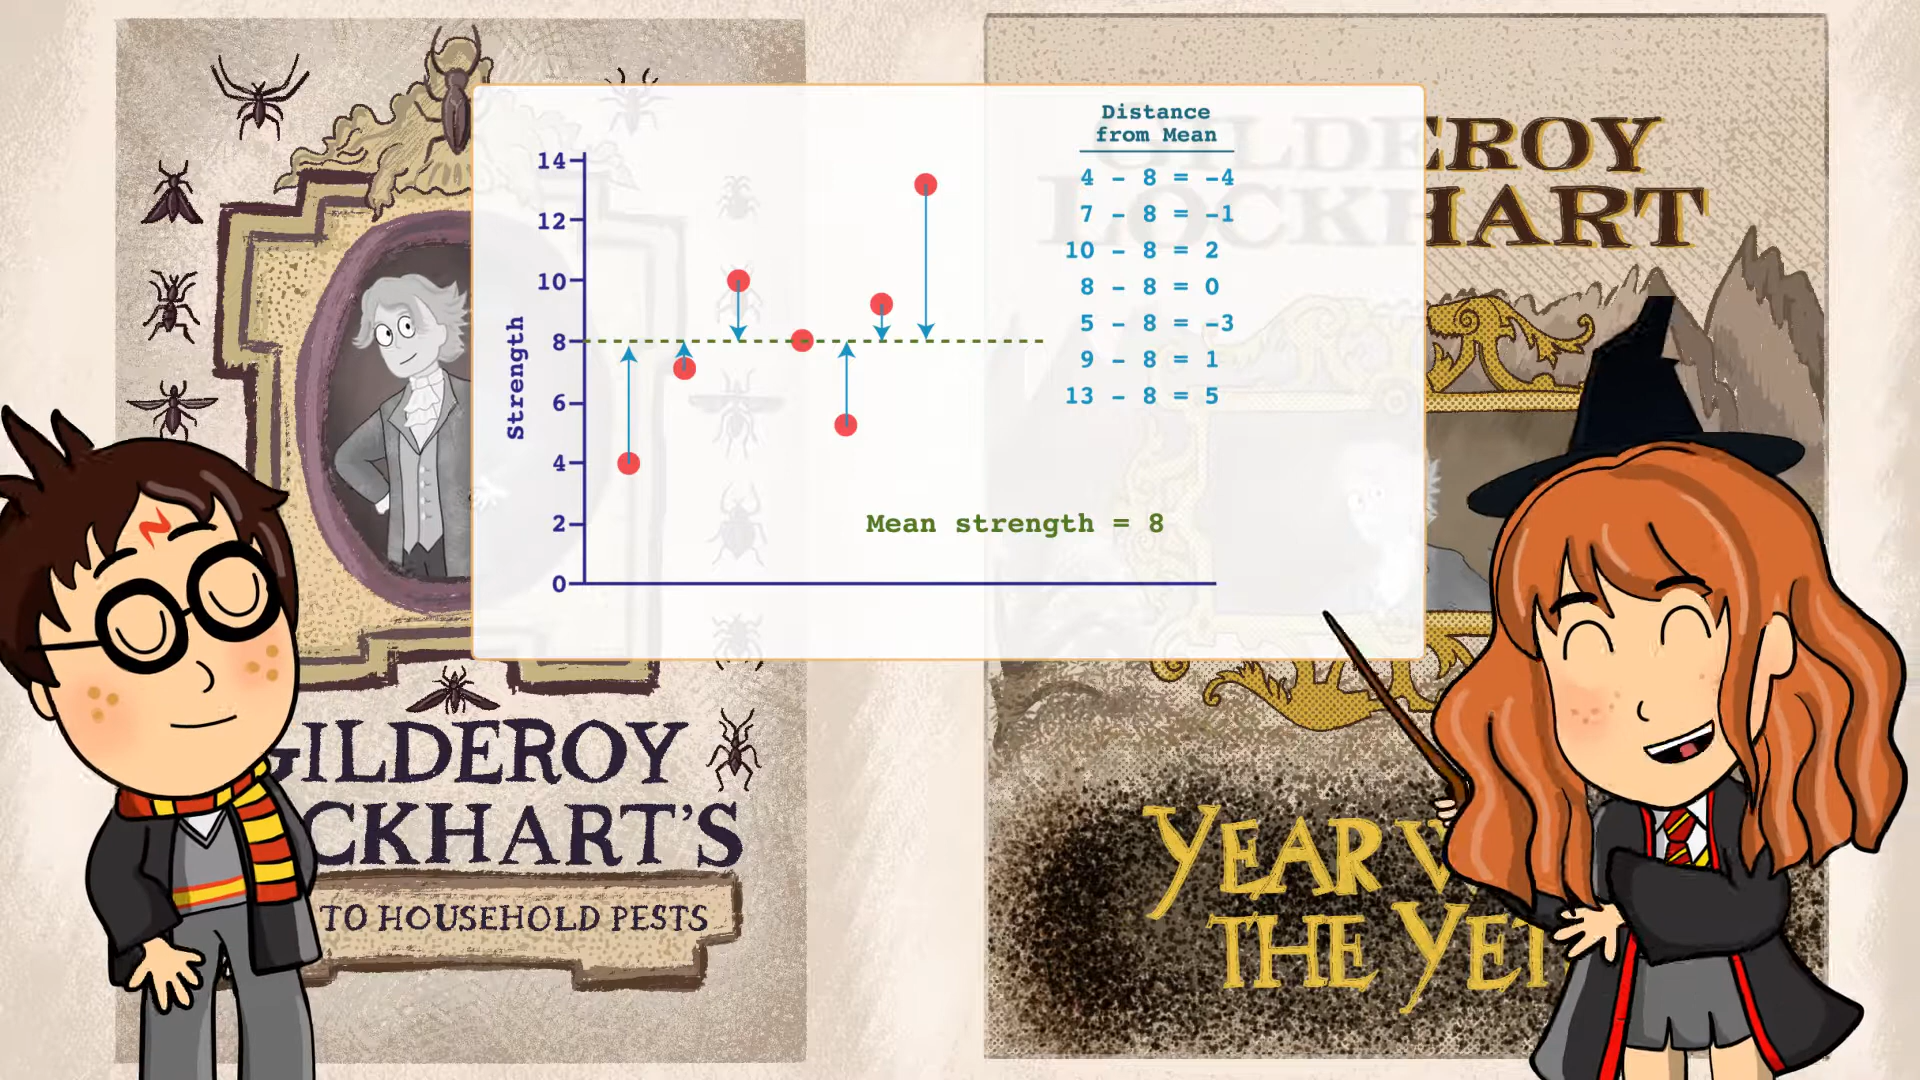 Distance
from Mean
4 – 8 = -4
7 – 8 = -1
10 – 8 = 2
8 – 8 = 0
5 – 8 = -3
9 – 8 = 1
13 – 8 = 5
14
12
10
8
6
4
2
0
Strength
Mean strength = 8
GILDEROY
LOCKHART
GILDEROY
CKHART'S
TO HOUSEHOLD PESTS
YEAR
THE YET